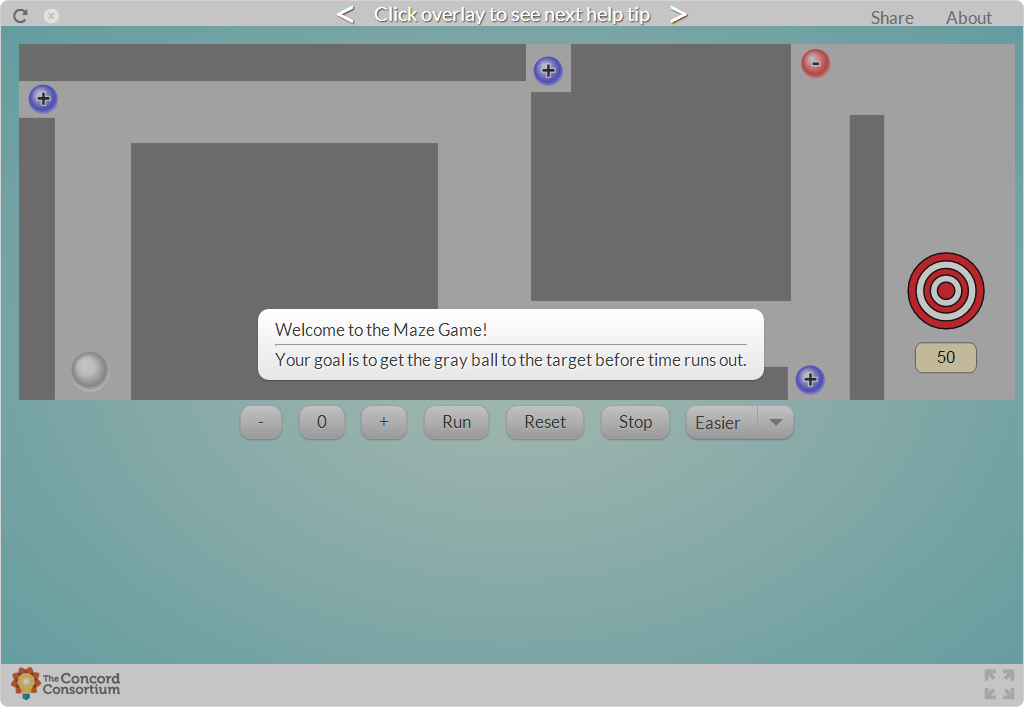 < Click overlay to see next help tip >
Share About
+
+
-
Welcome to the Maze Game!
Your goal is to get the gray ball to the target before time runs out.
50
+
- 0 + Run Reset Stop Easier
The Concord
Consortium